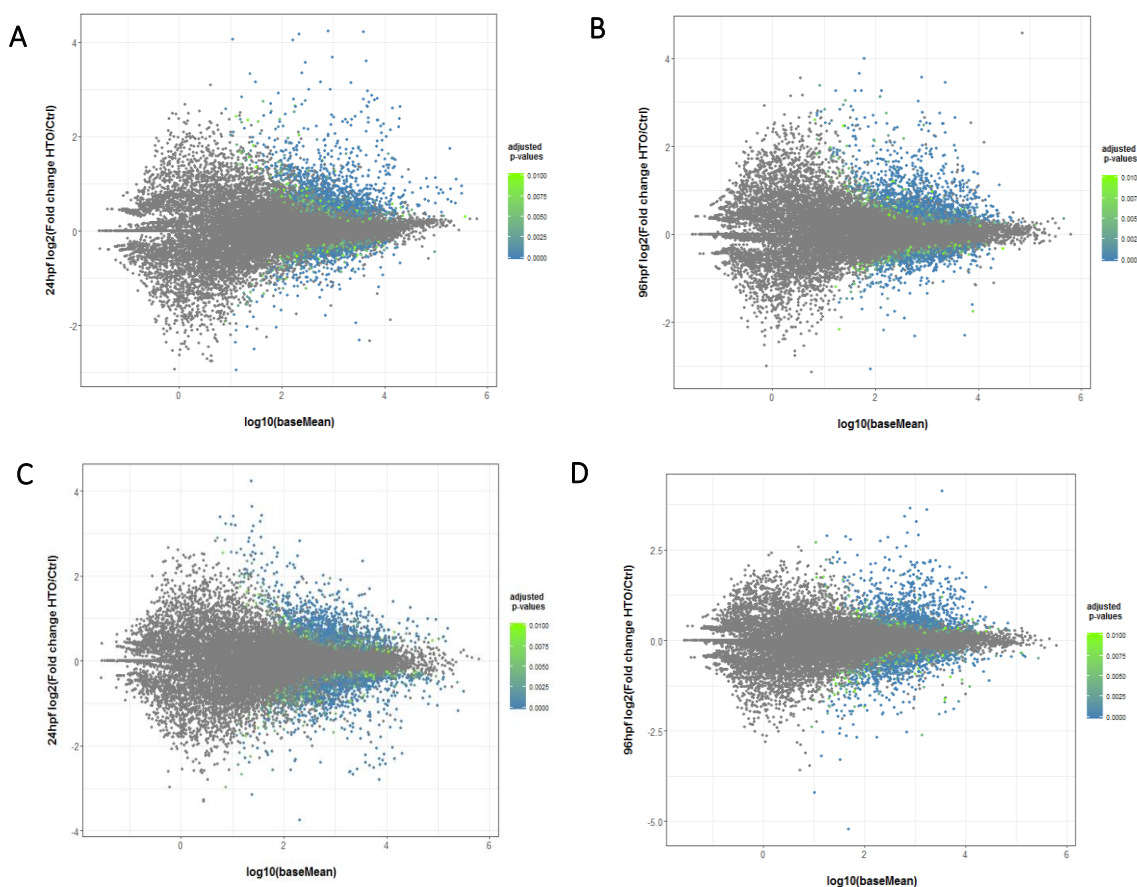 A
24hpf log2(Fold change HTO/Ctrl)
4
2
0
-2
0
2
4
6
log10(baseMean)
adjusted
p-values
0.0100
0.0075
0.0050
0.0025
0.0000
B
96hpf log2(Fold change HTO/Ctrl)
4
2
0
-2
0
2
4
6
log10(baseMean)
adjusted
p-values
0.010
0.007
0.005
0.002
0.000
C
24hpf log2(Fold change HTO/Ctrl)
4
2
0
-2
-4
0
2
4
6
log10(baseMean)
adjusted
p-values
0.0100
0.0075
0.0050
0.0025
0.0000
D
96hpf log2(Fold change HTO/Ctrl)
2.5
0.0
-2.5
-5.0
0
2
4
6
log10(baseMean)
adjusted
p-values
0.0100
0.0075
0.0050
0.0025
0.0000